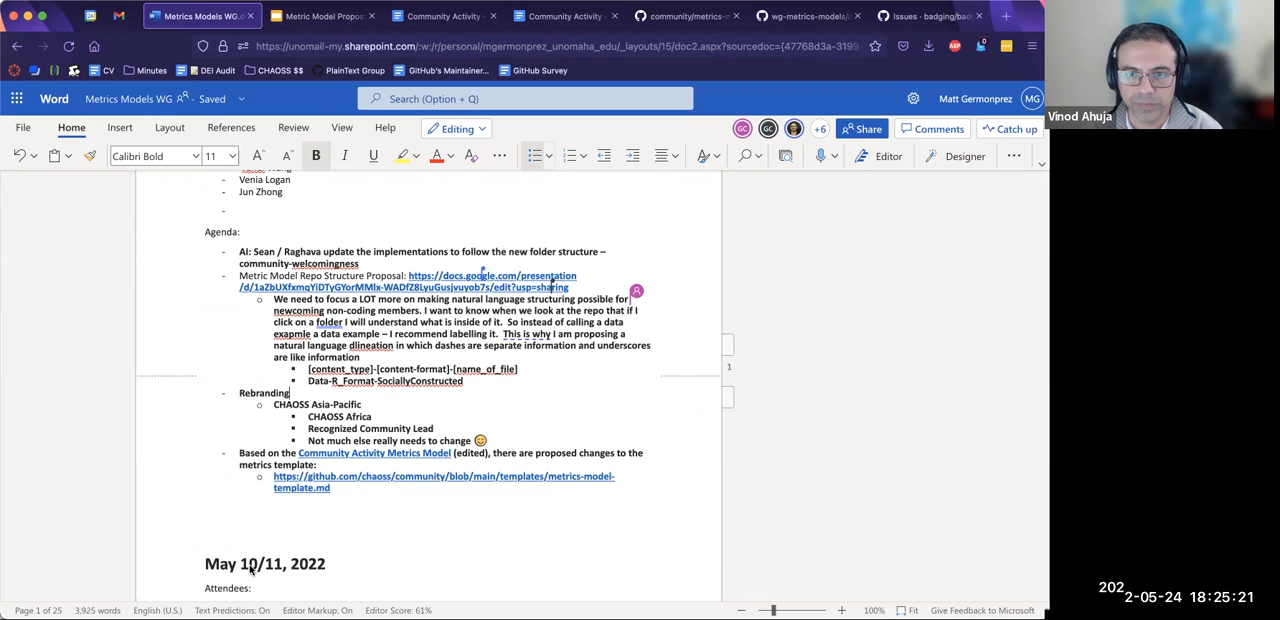 Metrics Models WG.
Metric Model Propos
Community Activity -
Community Activity -
community/metrics-m
wg-metrics-models/
Issues · badging/bad
https://unomail-my.sharepoint.com/:w:/r/personal/mgermonprez_unomaha_edu/_layouts/15/doc2.aspx?sourcedoc={47768d3a-3199
CV
Minutes
DEI Audit
CHAOSS $$
PlainText Group
GitHub's Maintainer...
GitHub Survey
Word
Metrics Models WG - Saved
Search (Option + Q)
Matt Germonprez
MG
File
Home
Insert
Layout
References
Review
View
Help
Editing
GC
GC
+6
Share
Comments
Catch up
Calibri Bold
11
Editor
Designer
- Venia Logan
- Jun Zhong
-
Agenda:
- AI: Sean / Raghava update the implementations to follow the new folder structure –
community-welcomingness
- Metric Model Repo Structure Proposal: https://docs.google.com/presentation
/d/1aZbUXfxmqYiDTyGYorMMlx-WADfZ8LyuGusjvuyob7s/edit?usp=sharing
o We need to focus a LOT more on making natural language structuring possible for
newcoming non-coding members. I want to know when we look at the repo that if I
click on a folder I will understand what is inside of it. So instead of calling a data
exapmle a data example – I recommend labelling it. This is why I am proposing a
natural language dlineation in which dashes are separate information and underscores
are like information
▪ [content_type]-[content-format]-[name_of_file]
▪ Data-R_Format-SociallyConstructed
- Rebranding
o CHAOSS Asia-Pacific
▪ CHAOSS Africa
▪ Recognized Community Lead
▪ Not much else really needs to change 😊
- Based on the Community Activity Metrics Model (edited), there are proposed changes to the
metrics template:
o https://github.com/chaoss/community/blob/main/templates/metrics-model-
template.md
May 10/11, 2022
Attendees:
1
Page 1 of 25
3,925 words
English (U.S.)
Text Predictions: On
Editor Markup: On
Editor Score: 61%
100%
Fit
Give Feedback to Microsoft
Vinod Ahuja
2022-05-24 18:25:21